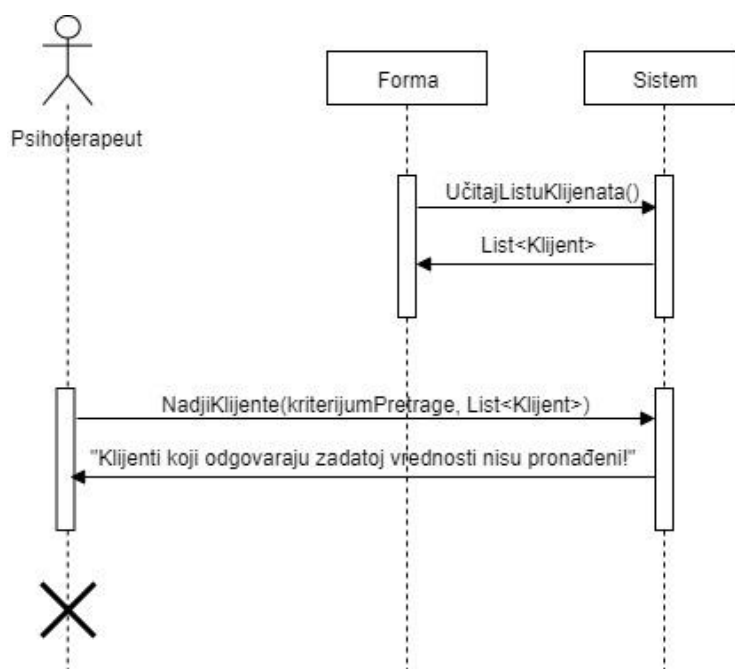 Forma
Sistem
Psihoterapeut
UčitajListuKlijenata()
List<Klijent>
NadjiKlijente(kriterijumPretrage, List<Klijent>)
"Klijenti koji odgovaraju zadatoj vrednosti nisu pronađeni!"